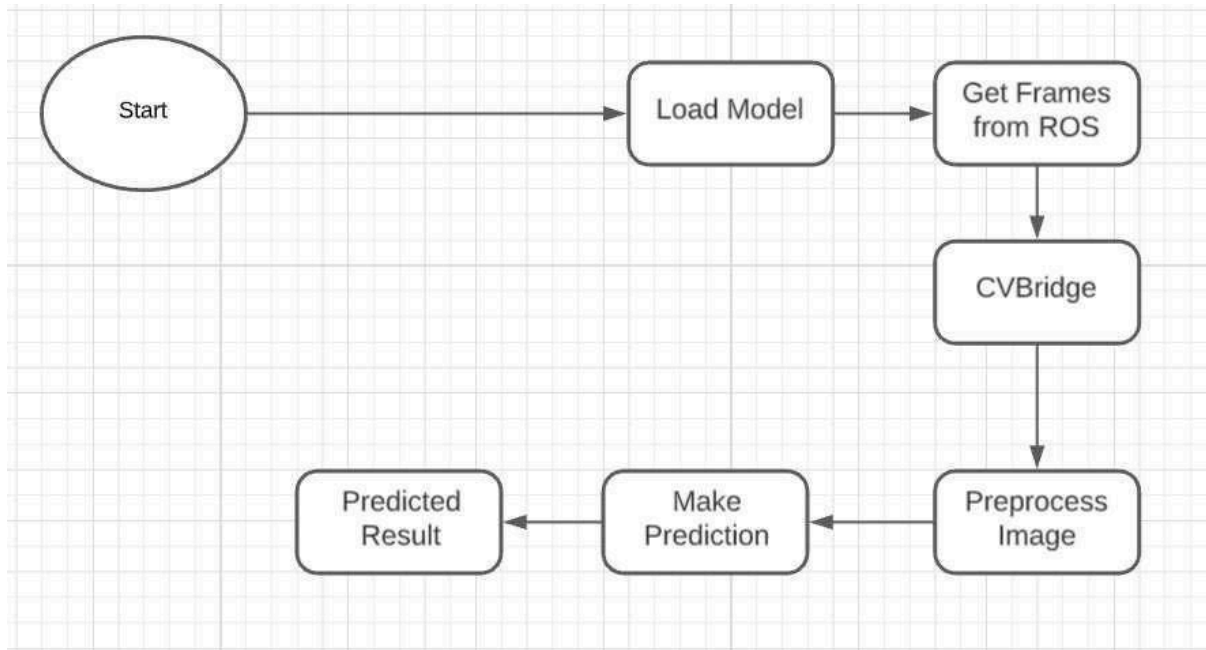 Start
Load Model
Get Frames
from ROS
CVBridge
Preprocess
Image
Make
Prediction
Predicted
Result